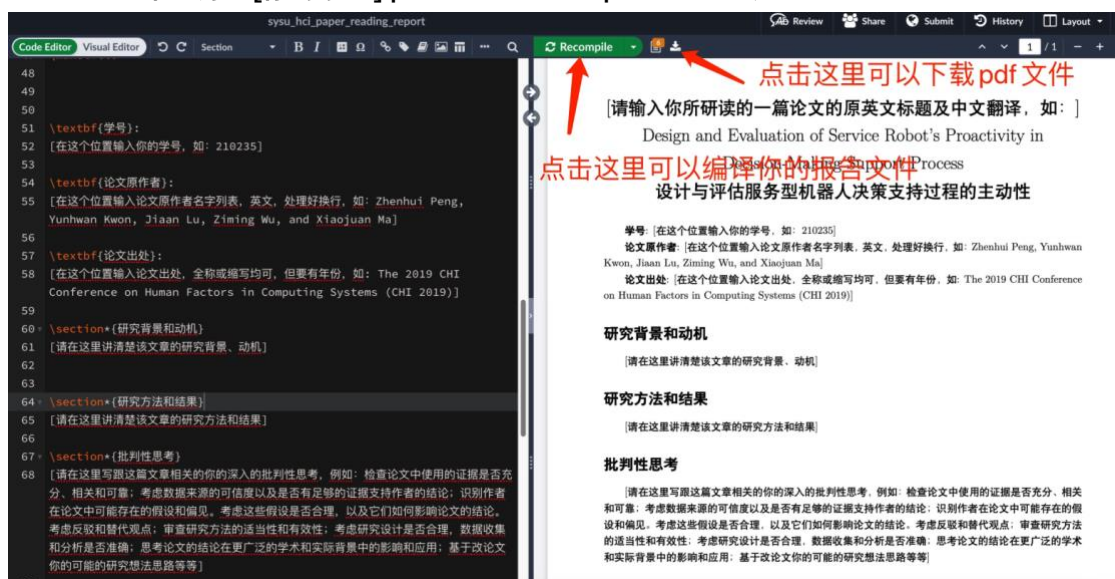 sysu_hci_paper_reading_report
Review
Share
Submit
History
Layout
Code Editor
Visual Editor
Section
B
I
Ω
Recompile
1
/ 1
48
49
50
51 \textbf{学号}:
52 [在这个位置输入你的学号, 如: 210235]
53
54 \textbf{论文原作者}:
55 [在这个位置输入论文原作者名字列表, 英文, 处理好换行, 如: Zhenhui Peng,
Yunhwan Kwon, Jiaan Lu, Ziming Wu, and Xiaojuan Ma]
56
57 \textbf{论文出处}:
58 [在这个位置输入论文出处, 全称或缩写均可, 但要有年份, 如: The 2019 CHI
Conference on Human Factors in Computing Systems (CHI 2019)]
59
60 \section*{研究背景和动机}
61 [请在这里讲清楚该文章的研究背景、动机]
62
63
64 \section*{研究方法和结果}
65 [请在这里讲清楚该文章的研究方法和结果]
66
67 \section*{批判性思考}
68 [请在这里写跟这篇文章相关的你的深入的批判性思考, 例如: 检查论文中使用的证据是否充
分、相关和可靠; 考虑数据来源的可信度以及是否有足够的证据支持作者的结论; 识别作者
在论文中可能存在的假设和偏见。考虑这些假设是否合理, 以及它们如何影响论文的结论。
考虑反驳和替代观点; 审查研究方法的适当性和有效性; 考虑研究设计是否合理, 数据收集
和分析是否准确; 思考论文的结论在更广泛的学术和实际背景中的影响和应用; 基于改论文
你的可能的研究想法思路等等]
点击这里可以下载pdf文件
[请输入你所研读的一篇论文的原英文标题及中文翻译, 如: ]
Design and Evaluation of Service Robot's Proactivity in
Decision-Making Support Process
点击这里可以编译你的报告文件
设计与评估服务型机器人决策支持过程的主动性
学号: [在这个位置输入你的学号, 如: 210235]
论文原作者: [在这个位置输入论文原作者名字列表, 英文, 处理好换行, 如: Zhenhui Peng, Yunhwan
Kwon, Jiaan Lu, Ziming Wu, and Xiaojuan Ma]
论文出处: [在这个位置输入论文出处, 全称或缩写均可, 但要有年份, 如: The 2019 CHI Conference
on Human Factors in Computing Systems (CHI 2019)]
研究背景和动机
[请在这里讲清楚该文章的研究背景、动机]
研究方法和结果
[请在这里讲清楚该文章的研究方法和结果]
批判性思考
[请在这里写跟这篇文章相关的你的深入的批判性思考, 例如: 检查论文中使用的证据是否充分、相关
和可靠; 考虑数据来源的可信度以及是否有足够的证据支持作者的结论; 识别作者在论文中可能存在的假
设和偏见。考虑这些假设是否合理, 以及它们如何影响论文的结论。考虑反驳和替代观点; 审查研究方法
的适当性和有效性; 考虑研究设计是否合理, 数据收集和分析是否准确; 思考论文的结论在更广泛的学术
和实际背景中的影响和应用; 基于改论文你的可能的研究想法思路等等]